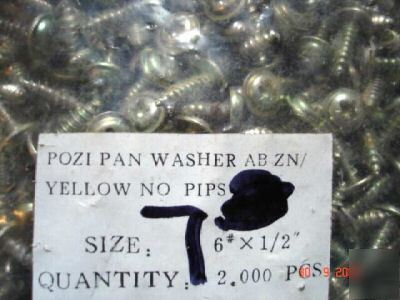 POZI PAN WASHER AB ZN/
YELLOW NO PIPS
7
SIZE: 6# × 1/2"
QUANTITY: 2.000 PCS